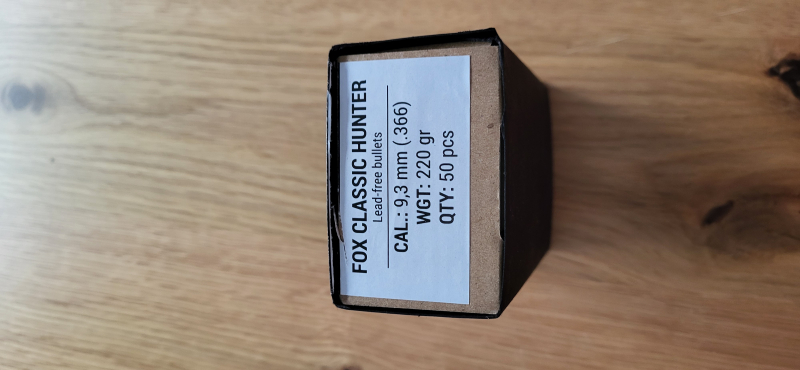 FOX CLASSIC HUNTER
Lead-free bullets
CAL.: 9,3 mm (.366)
WGT: 220 gr
QTY: 50 pcs